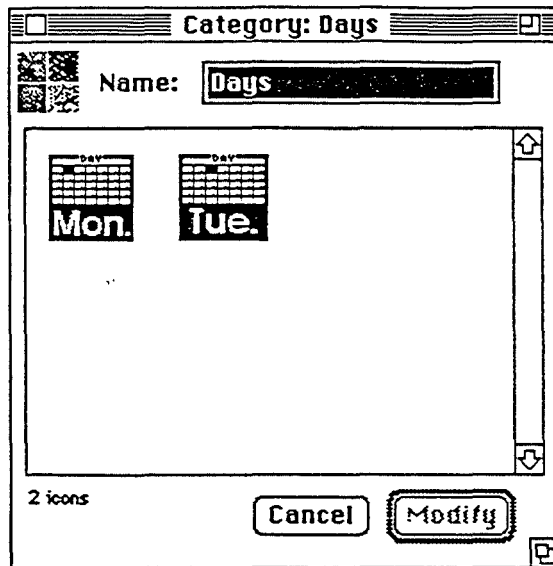 Category: Days
Name: Days
DAY DAY
Mon. Tue.
2 icons
Cancel Modify